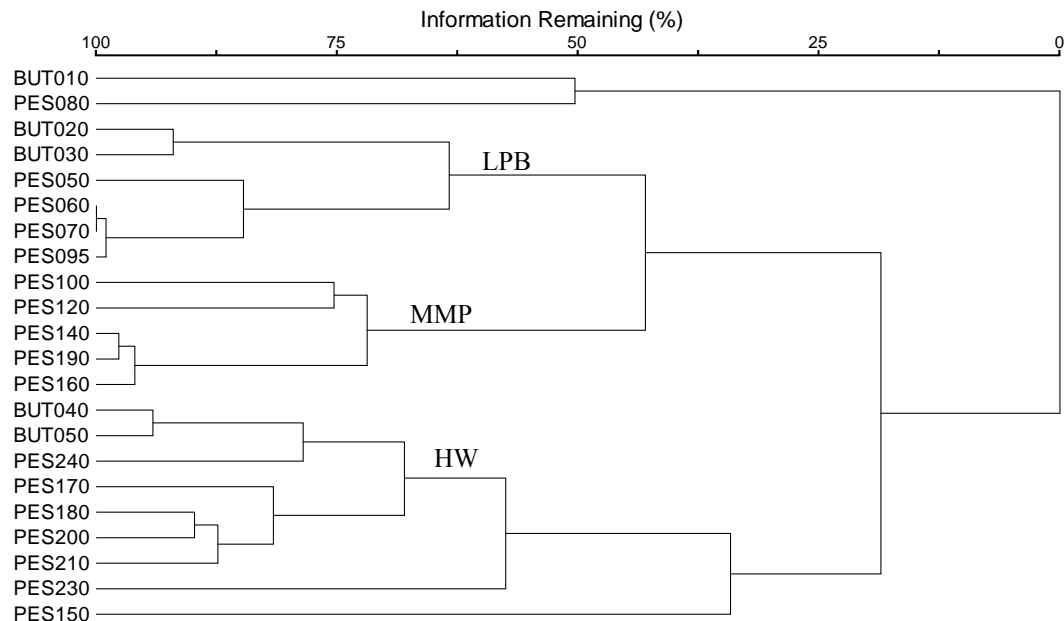 Information Remaining (%)
100 75 50 25 0
BUT010
PES080
BUT020
BUT030
LPB
PES050
PES060
PES070
PES095
PES100
PES120
MMP
PES140
PES190
PES160
BUT040
BUT050
HW
PES240
PES170
PES180
PES200
PES210
PES230
PES150